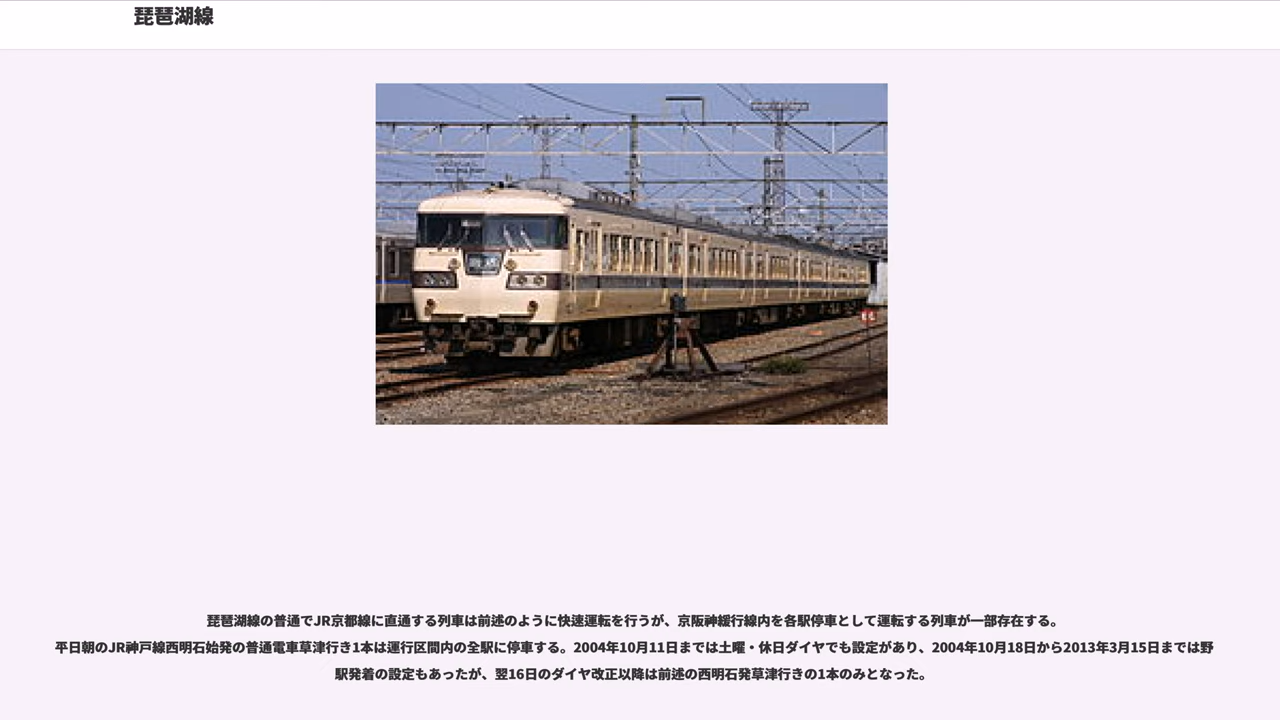 琵琶湖線
琵琶湖線の普通でJR京都線に直通する列車は前述のように快速運転を行うが、京阪神緩行線内を各駅停車として運転する列車が一部存在する。
平日朝のJR神戸線西明石始発の普通電車草津行き1本は運行区間内の全駅に停車する。2004年10月11日までは土曜・休日ダイヤでも設定があり、2004年10月18日から2013年3月15日までは野
駅発着の設定もあったが、翌16日のダイヤ改正以降は前述の西明石発草津行きの1本のみとなった。